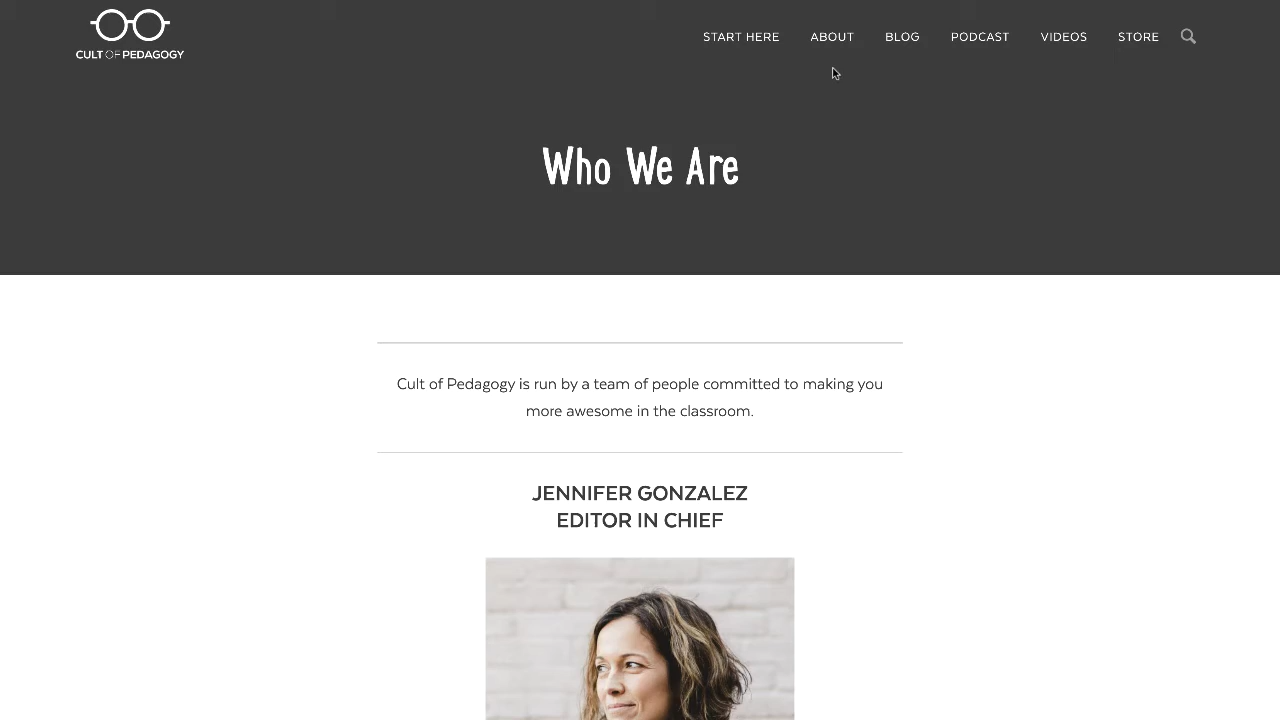 CULT OF PEDAGOGY
START HERE
ABOUT
BLOG
PODCAST
VIDEOS
STORE
Who We Are
Cult of Pedagogy is run by a team of people committed to making you
more awesome in the classroom.
JENNIFER GONZALEZ
EDITOR IN CHIEF